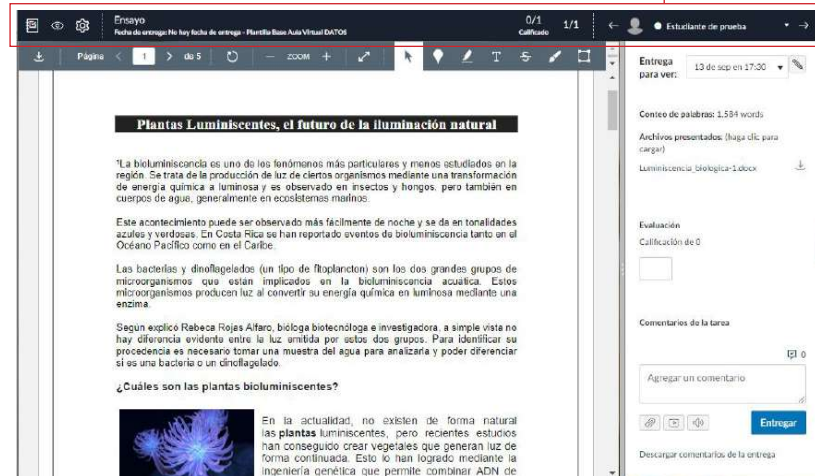 Ensayo
Fecha de entrega: No hay fecha de entrega - Plantilla Base Aula Virtual DATOS
0/1
Calificado
1/1
Estudiante de prueba
Página
1
de 5
ZOOM
Entrega
para ver:
13 de sep en 17:30
Conteo de palabras: 1.584 words
Archivos presentados: (haga clic para
cargar)
Luminiscencia_biologica-1.docx
Evaluación
Calificación de 0
Comentarios de la tarea
0
Agregar un comentario
Entregar
Descargar comentarios de la entrega
Plantas Luminiscentes, el futuro de la iluminación natural
"La bioluminiscencia es uno de los fenómenos más particulares y menos estudiados en la
región. Se trata de la producción de luz de ciertos organismos mediante una transformación
de energía química a luminosa y es observado en insectos y hongos, pero también en
cuerpos de agua, generalmente en ecosistemas marinos.
Este acontecimiento puede ser observado más fácilmente de noche y se da en tonalidades
azules y verdosas. En Costa Rica se han reportado eventos de bioluminiscencia tanto en el
Océano Pacífico como en el Caribe.
Las bacterias y dinoflagelados (un tipo de fitoplancton) son los dos grandes grupos de
microorganismos que están implicados en la bioluminiscencia acuática. Estos
microorganismos producen luz al convertir su energía química en luminosa mediante una
enzima.
Según explicó Rebeca Rojas Alfaro, bióloga biotecnóloga e investigadora, a simple vista no
hay diferencia evidente entre la luz emitida por estos dos grupos. Para identificar su
procedencia es necesario tomar una muestra del agua para analizarla y poder diferenciar
si es una bacteria o un dinoflagelado.
¿Cuáles son las plantas bioluminiscentes?
En la actualidad, no existen de forma natural
las plantas luminiscentes, pero recientes estudios
han conseguido crear vegetales que generan luz de
forma continuada. Esto lo han logrado mediante la
ingeniería genética que permite combinar ADN de